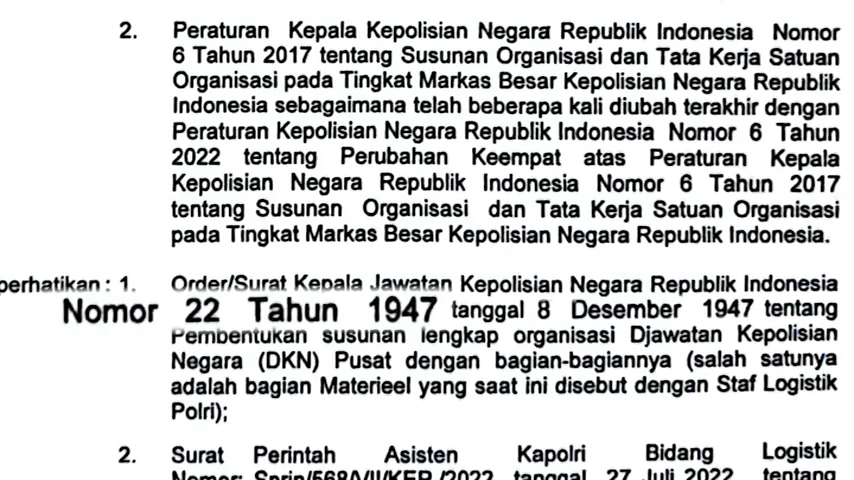 2. Peraturan Kepala Kepolisian Negara Republik Indonesia Nomor
6 Tahun 2017 tentang Susunan Organisasi dan Tata Kerja Satuan
Organisasi pada Tingkat Markas Besar Kepolisian Negara Republik
Indonesia sebagaimana telah beberapa kali diubah terakhir dengan
Peraturan Kepolisian Negara Republik Indonesia Nomor 6 Tahun
2022 tentang Perubahan Keempat atas Peraturan Kepala
Kepolisian Negara Republik Indonesia Nomor 6 Tahun 2017
tentang Susunan Organisasi dan Tata Kerja Satuan Organisasi
pada Tingkat Markas Besar Kepolisian Negara Republik Indonesia.
perhatikan : 1. Order/Surat Kepala Jawatan Kepolisian Negara Republik Indonesia
Nomor 22 Tahun 1947 tanggal 8 Desember 1947 tentang
Pembentukan susunan lengkap organisasi Djawatan Kepolisian
Negara (DKN) Pusat dengan bagian-bagiannya (salah satunya
adalah bagian Materieel yang saat ini disebut dengan Staf Logistik
Polri);
2. Surat Perintah Asisten Kapolri Bidang Logistik
tanggal 27 Juli 2022 tentang